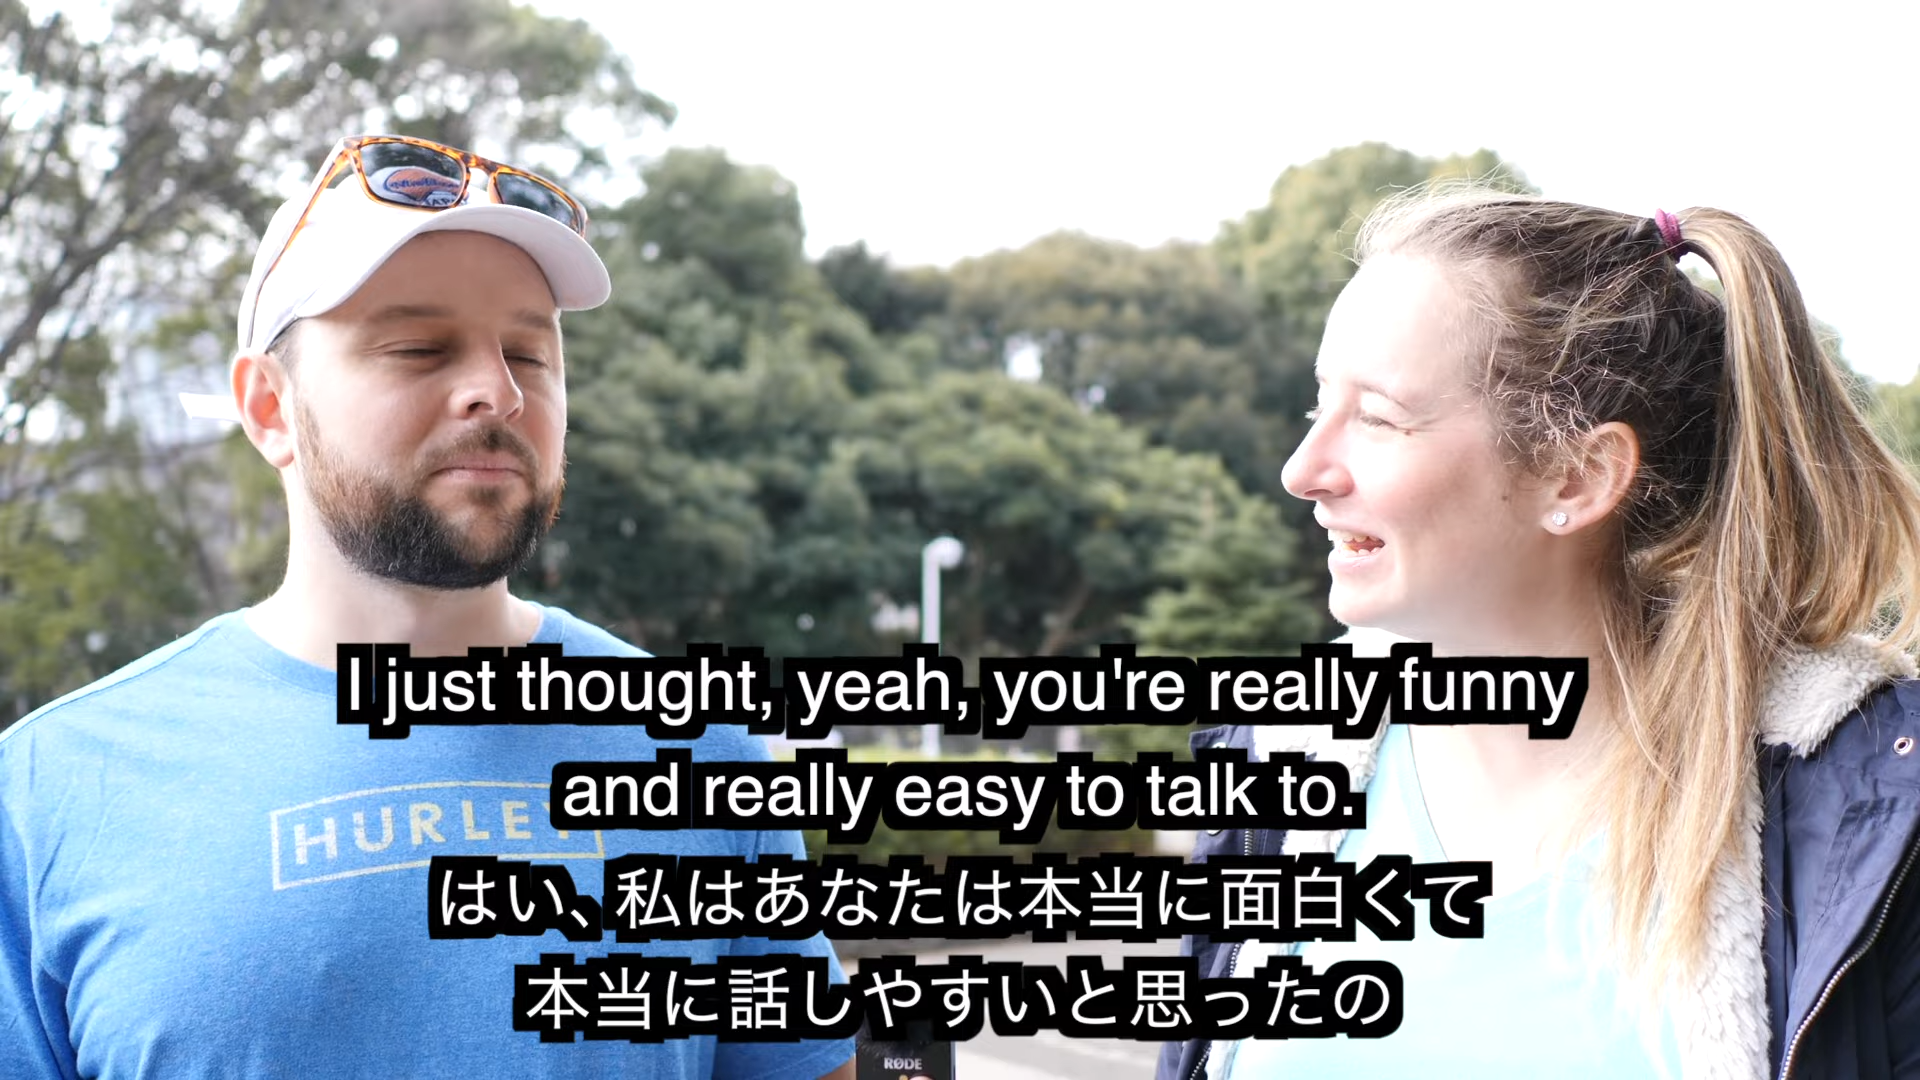 I just thought, yeah, you're really funny
and really easy to talk to.
はい、私はあなたは本当に面白くて
本当に話しやすいと思ったの
HURLEY
RØDE